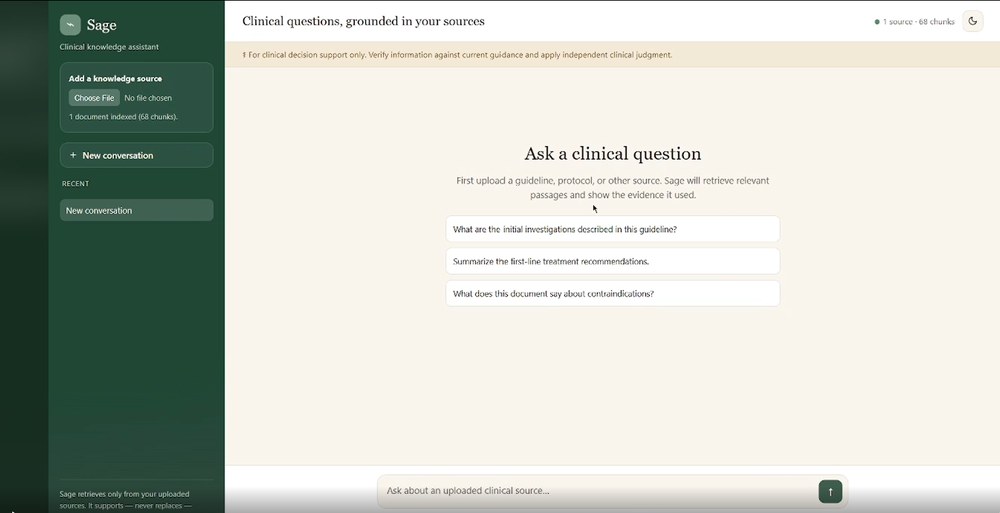 Sage
Clinical knowledge assistant
Add a knowledge source
Choose File No file chosen
1 document indexed (68 chunks).
+ New conversation
RECENT
New conversation
Sage retrieves only from your uploaded
sources. It supports — never replaces —
Clinical questions, grounded in your sources
1 source · 68 chunks
For clinical decision support only. Verify information against current guidance and apply independent clinical judgment.
Ask a clinical question
First upload a guideline, protocol, or other source. Sage will retrieve relevant
passages and show the evidence it used.
What are the initial investigations described in this guideline?
Summarize the first-line treatment recommendations.
What does this document say about contraindications?
Ask about an uploaded clinical source...